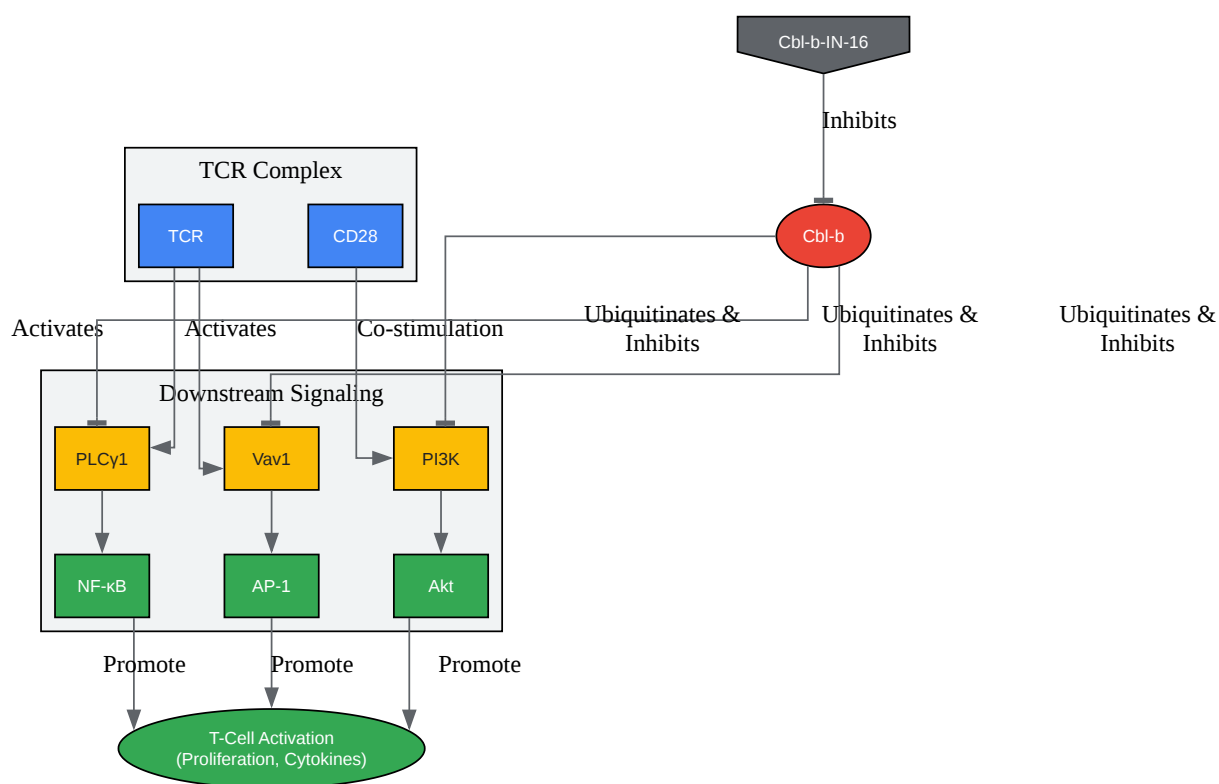 Cbl-b-IN-16
Inhibits
TCR Complex
TCR
CD28
Cbl-b
Activates
Activates
Co-stimulation
Ubiquitinates &
Inhibits
Ubiquitinates &
Inhibits
Ubiquitinates &
Inhibits
Downstream Signaling
PLCγ1
Vav1
PI3K
NF-κB
AP-1
Akt
Promote
Promote
Promote
T-Cell Activation
(Proliferation, Cytokines)